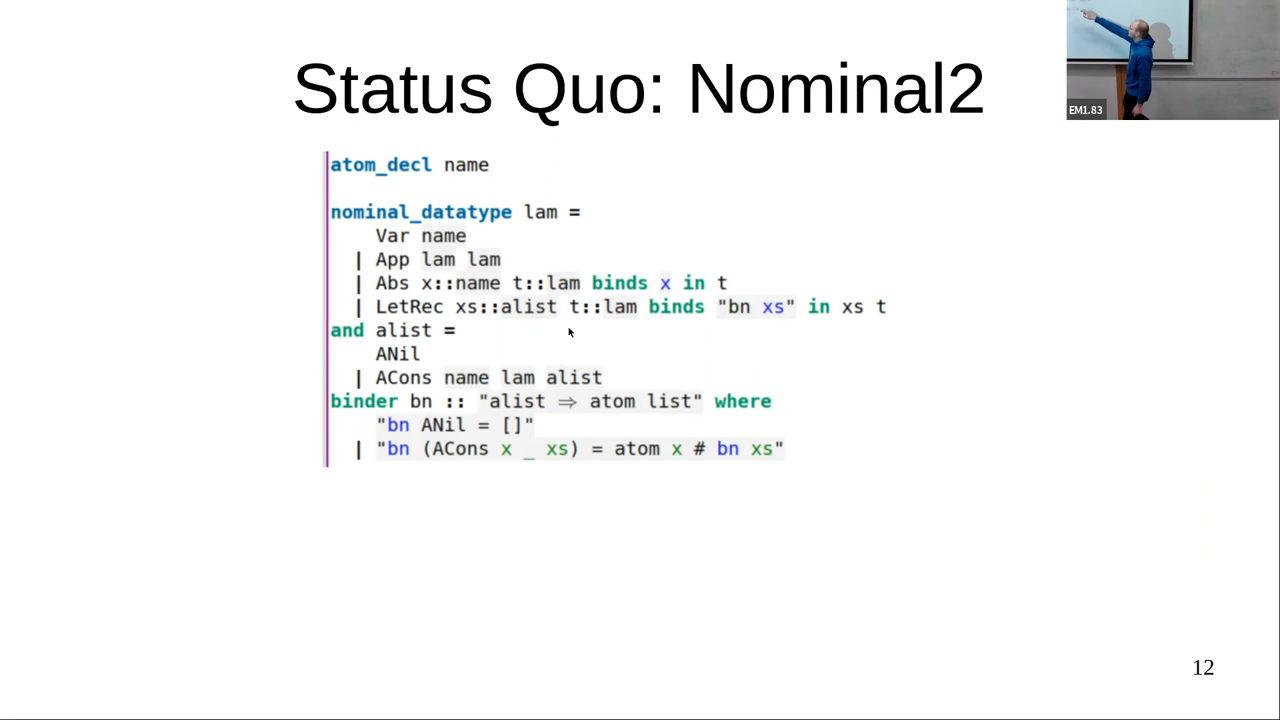 Status Quo: Nominal2
EM1.83
atom_decl name
nominal_datatype lam =
Var name
| App lam lam
| Abs x::name t::lam binds x in t
| LetRec xs::alist t::lam binds "bn xs" in xs t
and alist =
ANil
| ACons name lam alist
binder bn :: "alist ⇒ atom list" where
"bn ANil = []"
| "bn (ACons x _ xs) = atom x # bn xs"
12